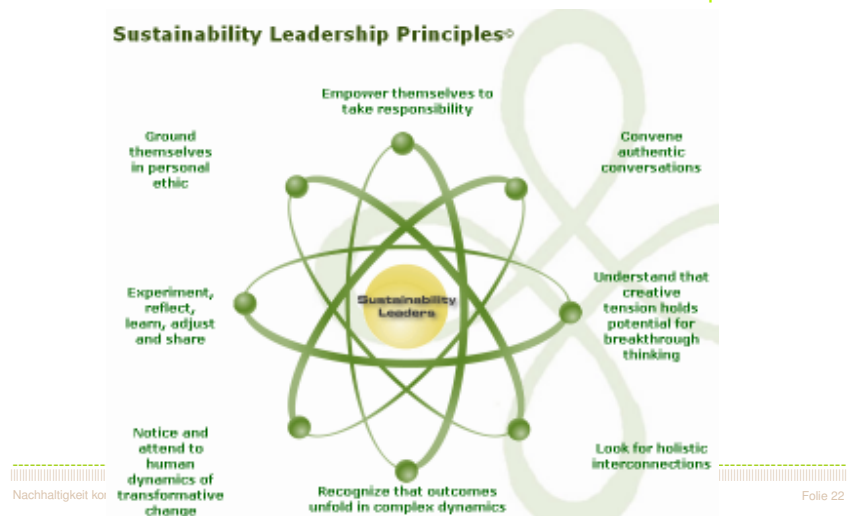 Sustainability Leadership Principles©
Empower themselves to
take responsibility
Ground
themselves
in personal
ethic
Convene
authentic
conversations
Experiment,
reflect,
learn, adjust
and share
Sustainability
Leaders
Understand that
creative
tension holds
potential for
breakthrough
thinking
Notice and
attend to
human
dynamics of
transformative
change
Recognize that outcomes
unfold in complex dynamics
Look for holistic
interconnections
Nachhaltigkeit
Folie 22